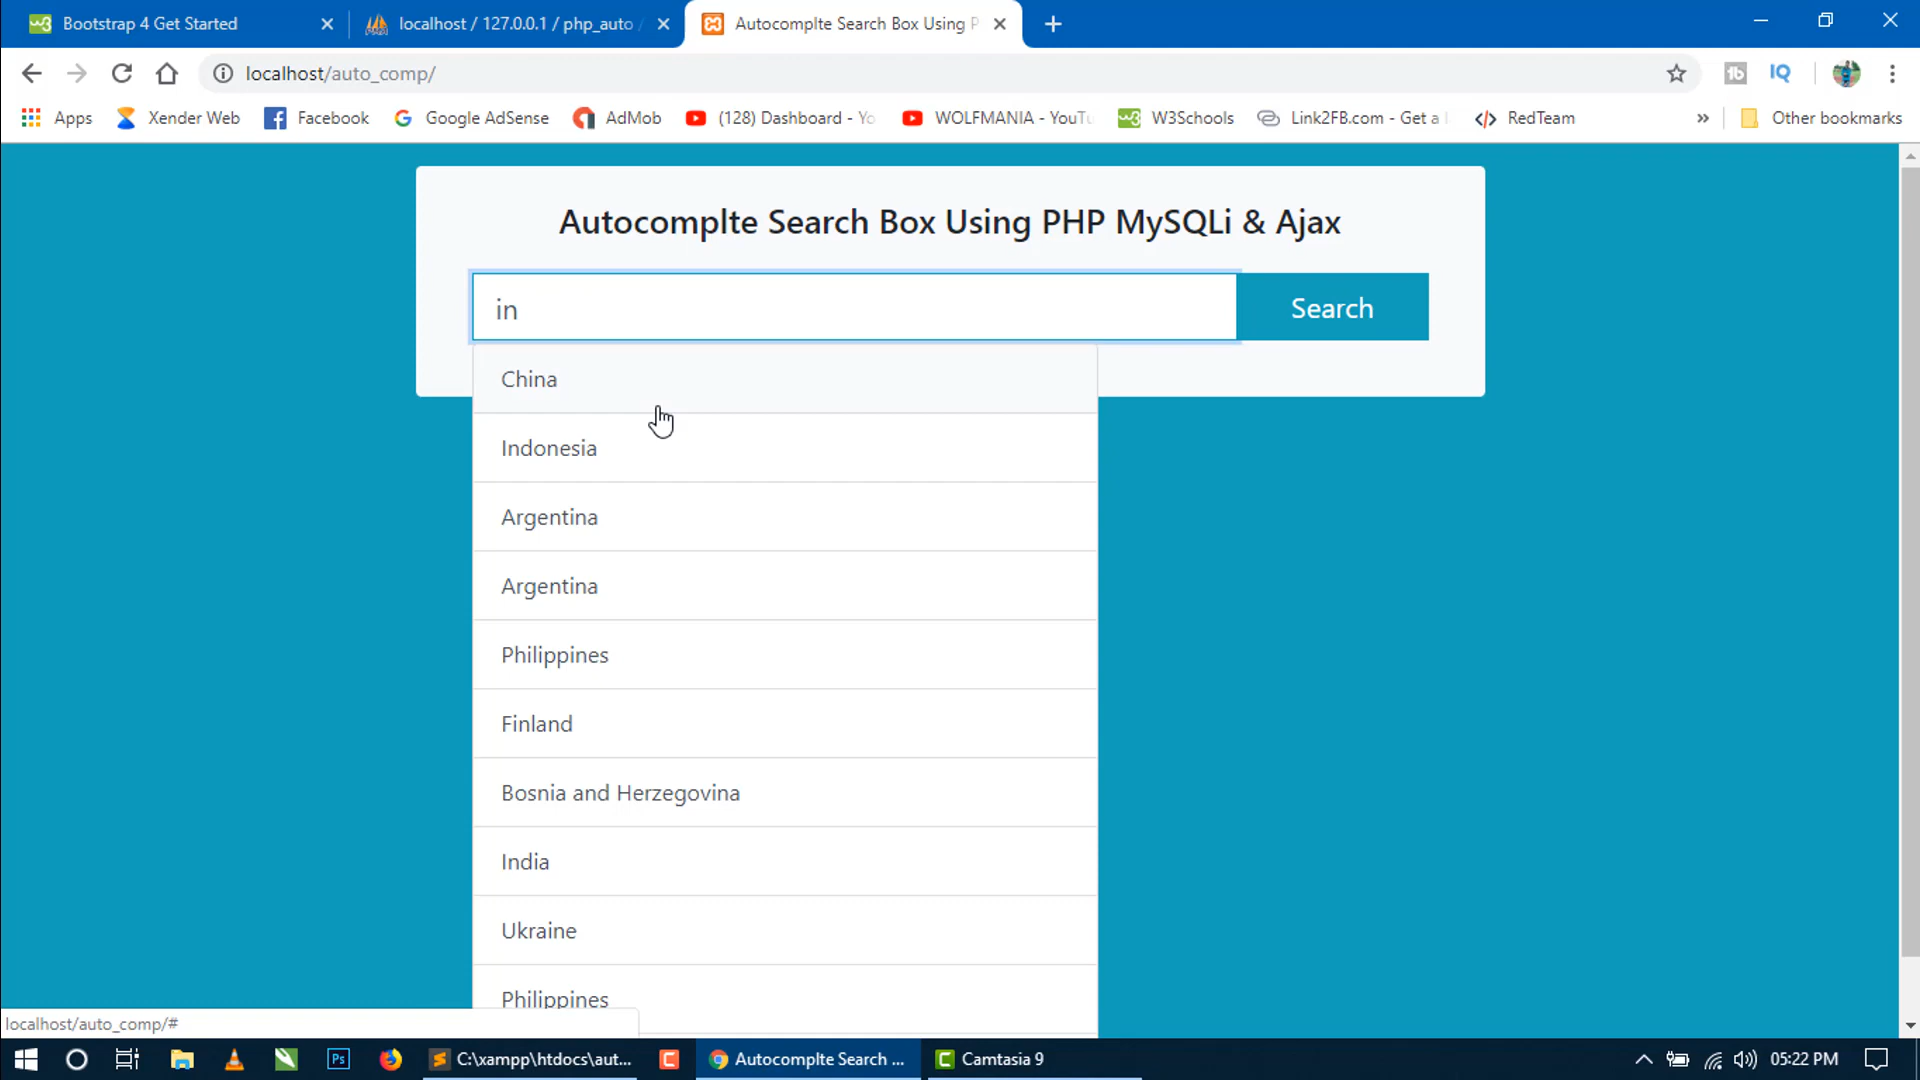 Bootstrap 4 Get Started
localhost / 127.0.0.1 / php_auto
Autocomplte Search Box Using P
localhost/auto_comp/
Apps
Xender Web
Facebook
Google AdSense
AdMob
(128) Dashboard - Yo
WOLFMANIA - YouTu
W3Schools
Link2FB.com - Get a
RedTeam
Other bookmarks
Autocomplte Search Box Using PHP MySQLi & Ajax
in
Search
China
Indonesia
Argentina
Argentina
Philippines
Finland
Bosnia and Herzegovina
India
Ukraine
Philippines
localhost/auto_comp/#
C:\xampp\htdocs\aut...
Autocomplte Search ...
Camtasia 9
05:22 PM